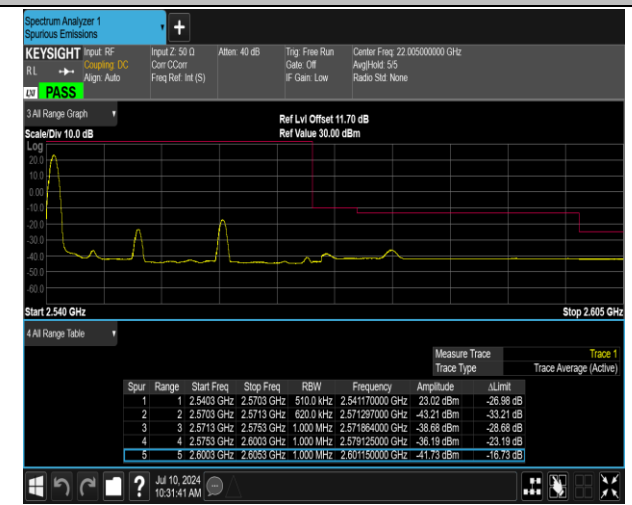 Spectrum Analyzer 1
Spurious Emissions
+
KEYSIGHT Input: RF Input Z: 50 Ω Atten: 40 dB Trig: Free Run Center Freq: 22.005000000 GHz
RL Coupling: DC Corr CCorr Gate: Off Avg|Hold: 5/5
Align: Auto Freq Ref: Int (S) IF Gain: Low Radio Std: None
LXI PASS
3 All Range Graph
Ref Lvl Offset 11.70 dB
Scale/Div 10.0 dB Ref Value 30.00 dBm
Log
20.0
10.0
0.00
-10.0
-20.0
-30.0
-40.0
-50.0
-60.0
Start 2.540 GHz Stop 2.605 GHz
4 All Range Table
Measure Trace Trace 1
Trace Type Trace Average (Active)
Spur Range Start Freq Stop Freq RBW Frequency Amplitude ΔLimit
1 1 2.5403 GHz 2.5703 GHz 510.0 kHz 2.541170000 GHz 23.02 dBm -26.98 dB
2 2 2.5703 GHz 2.5713 GHz 620.0 kHz 2.571297000 GHz -43.21 dBm -33.21 dB
3 3 2.5713 GHz 2.5753 GHz 1.000 MHz 2.571864000 GHz -38.68 dBm -28.68 dB
4 4 2.5753 GHz 2.6003 GHz 1.000 MHz 2.579125000 GHz -36.19 dBm -23.19 dB
5 5 2.6003 GHz 2.6053 GHz 1.000 MHz 2.601150000 GHz -41.73 dBm -16.73 dB
? Jul 10, 2024
10:31:41 AM